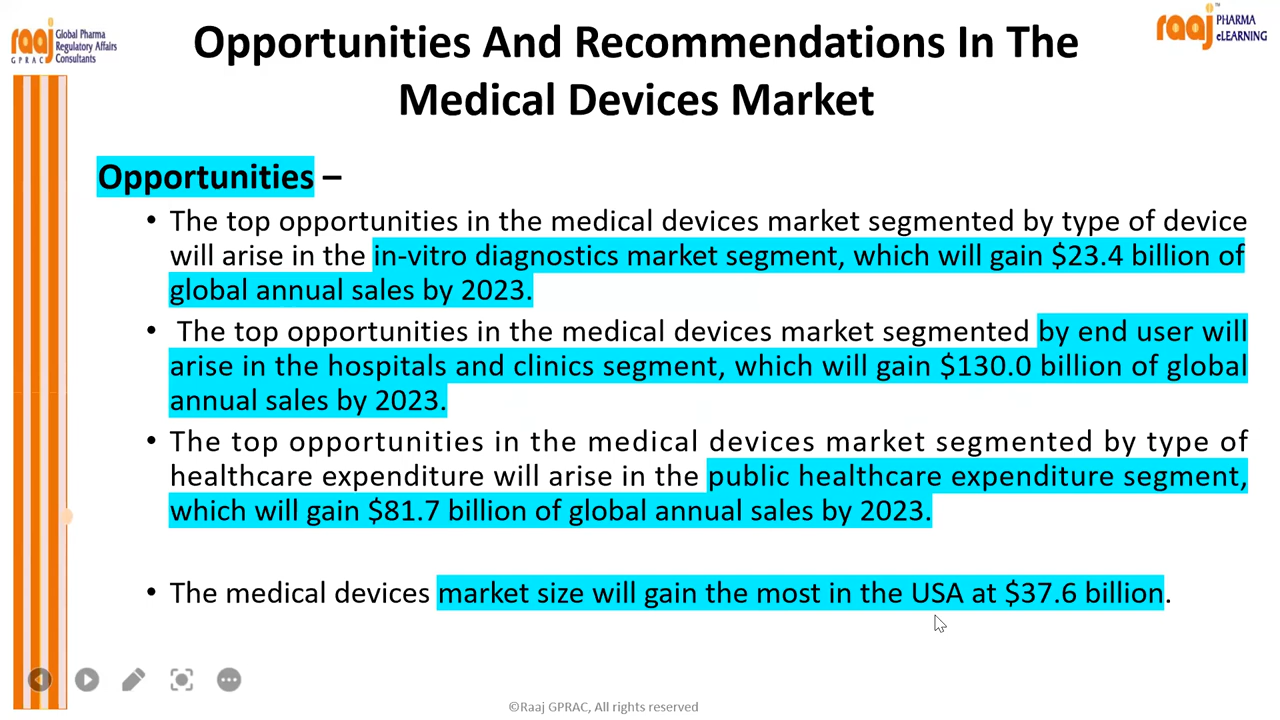 raaj Global Pharma
Regulatory Affairs
GPRAC Consultants
raaj PHARMA
eLEARNING
™
Opportunities And Recommendations In The
Medical Devices Market
Opportunities –
• The top opportunities in the medical devices market segmented by type of device
will arise in the in-vitro diagnostics market segment, which will gain $23.4 billion of
global annual sales by 2023.
• The top opportunities in the medical devices market segmented by end user will
arise in the hospitals and clinics segment, which will gain $130.0 billion of global
annual sales by 2023.
• The top opportunities in the medical devices market segmented by type of
healthcare expenditure will arise in the public healthcare expenditure segment,
which will gain $81.7 billion of global annual sales by 2023.
• The medical devices market size will gain the most in the USA at $37.6 billion.
©Raaj GPRAC, All rights reserved